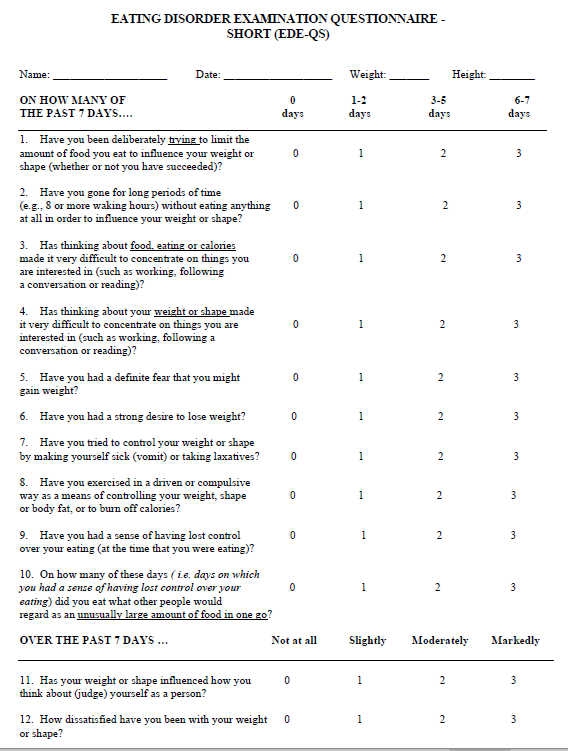 EATING DISORDER EXAMINATION QUESTIONNAIRE -
SHORT (EDE-QS)
Name: ____________________ Date: ___________________ Weight: _______ Height: ________
ON HOW MANY OF THE PAST 7 DAYS.... 0 days 1-2 days 3-5 days 6-7 days
1. Have you been deliberately trying to limit the
amount of food you eat to influence your weight or 0 1 2 3
shape (whether or not you have succeeded)?
2. Have you gone for long periods of time
(e.g., 8 or more waking hours) without eating anything 0 1 2 3
at all in order to influence your weight or shape?
3. Has thinking about food, eating or calories
made it very difficult to concentrate on things you 0 1 2 3
are interested in (such as working, following
a conversation or reading)?
4. Has thinking about your weight or shape made
it very difficult to concentrate on things you are 0 1 2 3
interested in (such as working, following a
conversation or reading)?
5. Have you had a definite fear that you might 0 1 2 3
gain weight?
6. Have you had a strong desire to lose weight? 0 1 2 3
7. Have you tried to control your weight or shape
by making yourself sick (vomit) or taking laxatives? 0 1 2 3
8. Have you exercised in a driven or compulsive
way as a means of controlling your weight, shape 0 1 2 3
or body fat, or to burn off calories?
9. Have you had a sense of having lost control 0 1 2 3
over your eating (at the time that you were eating)?
10. On how many of these days ( i.e. days on which
you had a sense of having lost control over your 0 1 2 3
eating) did you eat what other people would
regard as an unusually large amount of food in one go?
OVER THE PAST 7 DAYS ... Not at all Slightly Moderately Markedly
11. Has your weight or shape influenced how you 0 1 2 3
think about (judge) yourself as a person?
12. How dissatisfied have you been with your weight 0 1 2 3
or shape?